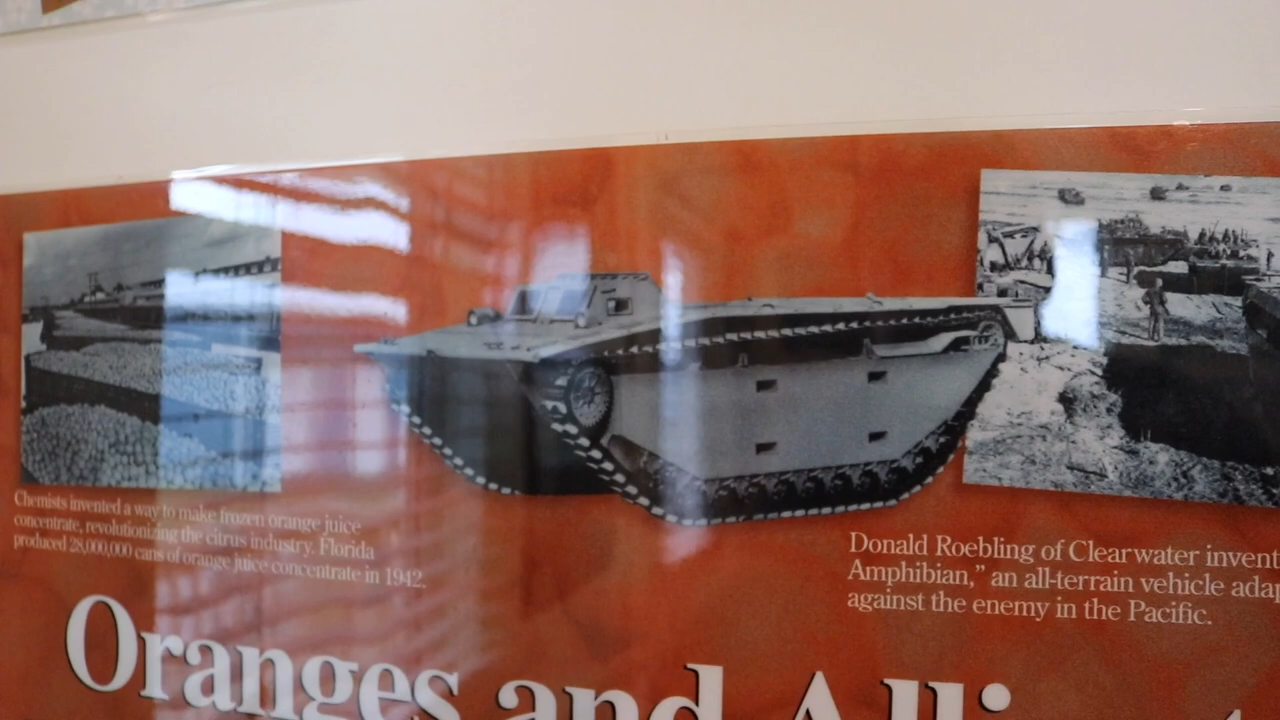 Chemists invented a way to make frozen orange juice
concentrate, revolutionizing the citrus industry. Florida
produced 28,000,000 cans of orange juice concentrate in 1942.
Donald Roebling of Clearwater invent
Amphibian,” an all-terrain vehicle adap
against the enemy in the Pacific.
Oranges and Alli